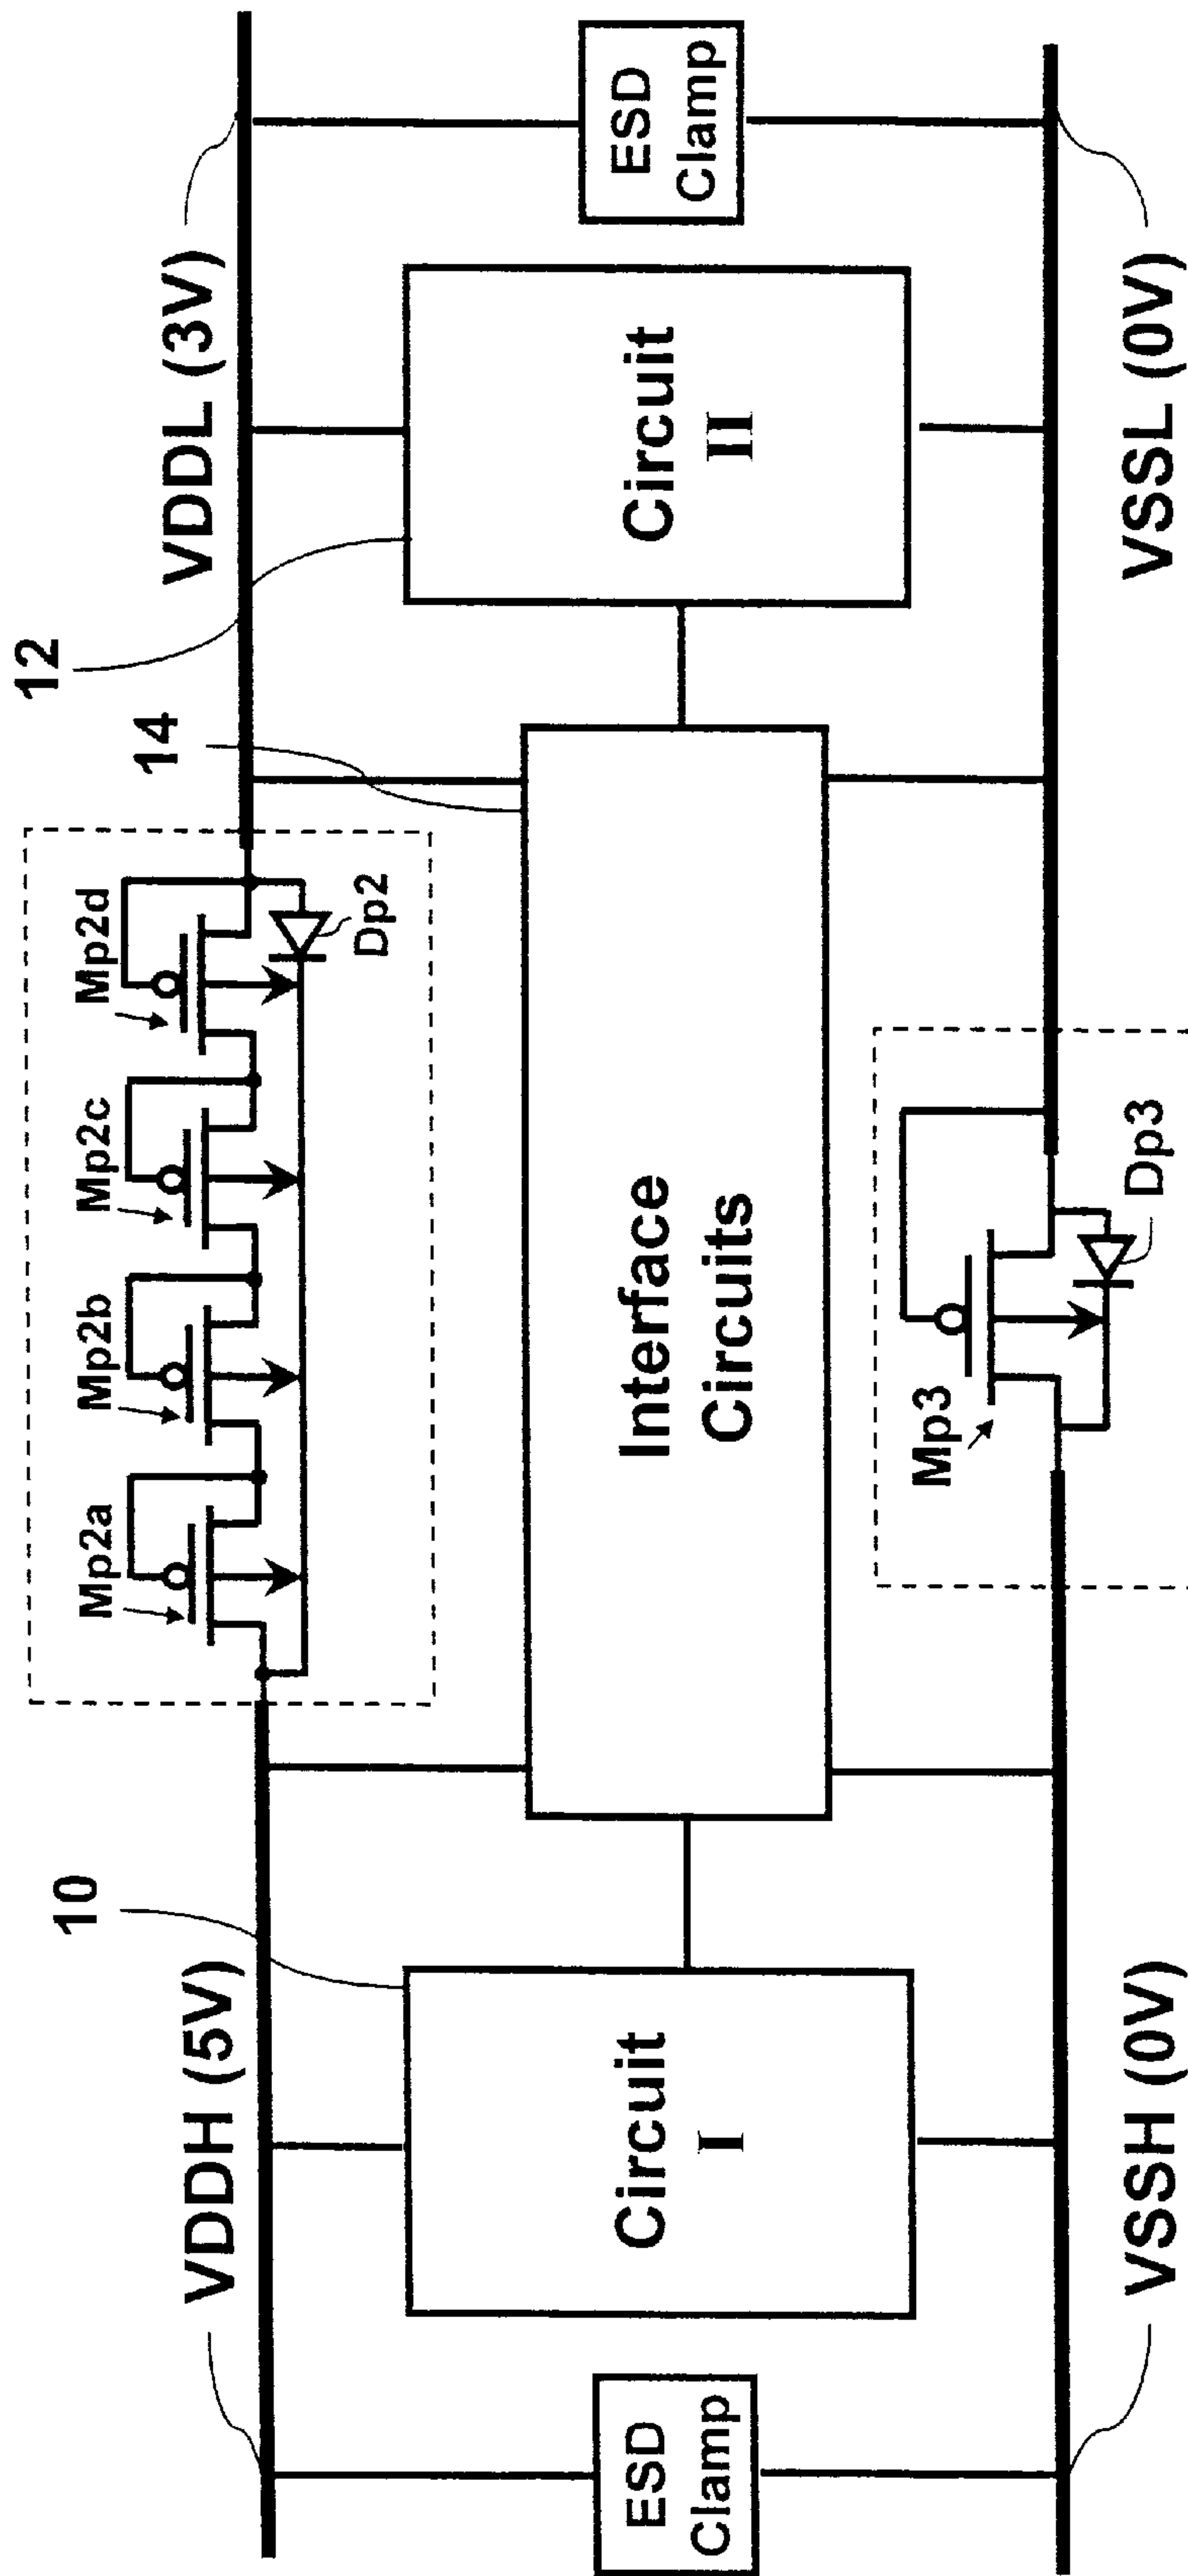 12
14
10
VDDH (5V)
VDDL (3V)
Mp2a
Mp2b
Mp2c
Mp2d
Dp2
ESD
Clamp
Circuit
I
Interface
Circuits
Circuit
II
ESD
Clamp
Mp3
Dp3
VSSH (0V)
VSSL (0V)